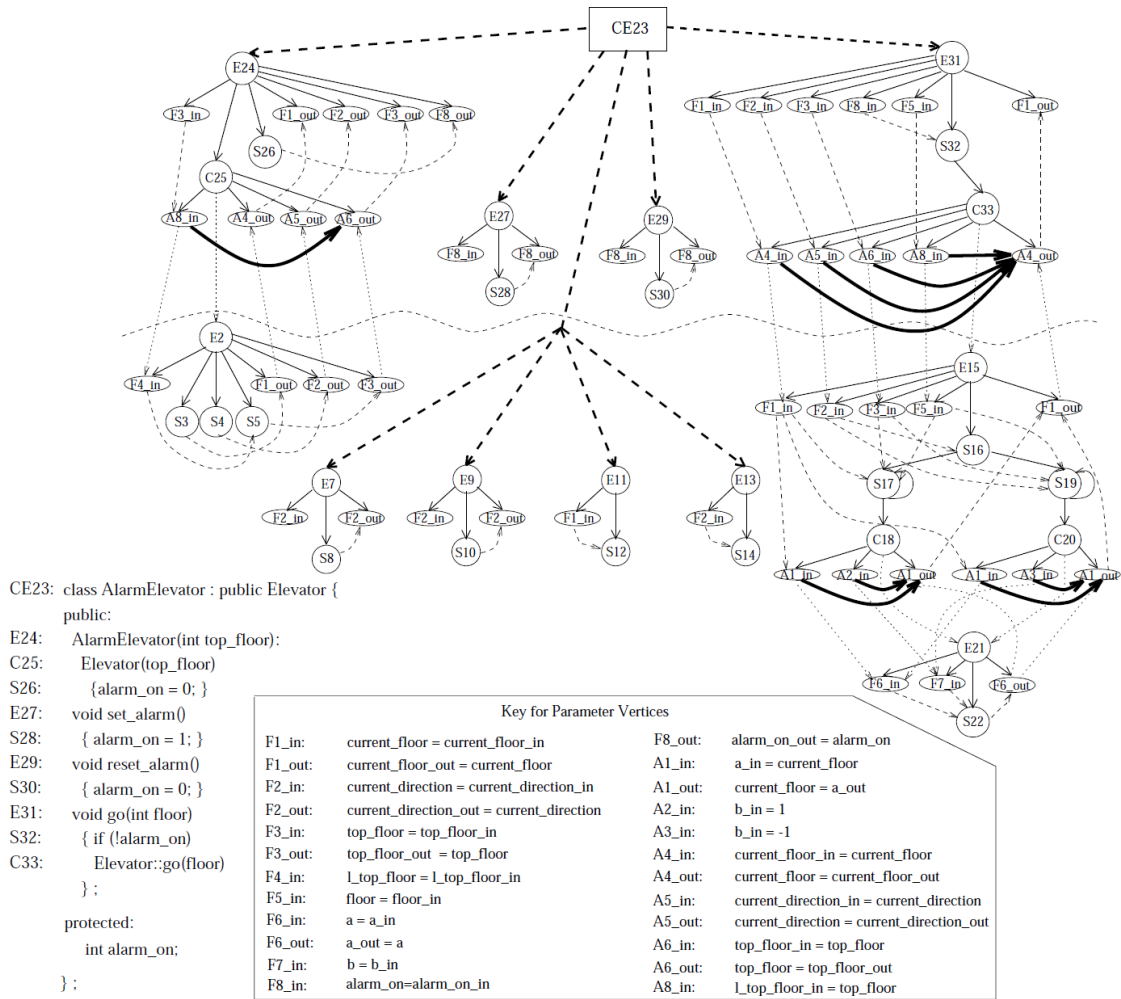 CE23
E24
E31
F3_in
F1_out
F2_out
F3_out
F8_out
F1_in
F2_in
F3_in
F8_in
F5_in
F1_out
S26
S32
C25
A8_in
A4_out
A5_out
A6_out
E27
E29
C33
F8_in
F8_out
F8_in
F8_out
A4_in
A5_in
A6_in
A8_in
A4_out
S28
S30
E2
E15
F4_in
F1_out
F2_out
F3_out
F1_in
F2_in
F3_in
F5_in
F1_out
S3
S4
S5
S16
E7
E9
E11
E13
S17
S19
F2_in
F2_out
F2_in
F2_out
F1_in
F2_in
S8
S10
S12
S14
C18
C20
A1_in
A2_in
A1_out
A1_in
A3_in
A1_out
E21
F6_in
F7_in
F6_out
S22
CE23: class AlarmElevator : public Elevator {
public:
E24: AlarmElevator(int top_floor):
C25: Elevator(top_floor)
S26: {alarm_on = 0; }
E27: void set_alarm()
S28: { alarm_on = 1; }
E29: void reset_alarm()
S30: { alarm_on = 0; }
E31: void go(int floor)
S32: { if (!alarm_on)
C33: Elevator::go(floor)
} ;
protected:
int alarm_on;
} ;
Key for Parameter Vertices
F1_in: current_floor = current_floor_in
F1_out: current_floor_out = current_floor
F2_in: current_direction = current_direction_in
F2_out: current_direction_out = current_direction
F3_in: top_floor = top_floor_in
F3_out: top_floor_out = top_floor
F4_in: l_top_floor = l_top_floor_in
F5_in: floor = floor_in
F6_in: a = a_in
F6_out: a_out = a
F7_in: b = b_in
F8_in: alarm_on=alarm_on_in
F8_out: alarm_on_out = alarm_on
A1_in: a_in = current_floor
A1_out: current_floor = a_out
A2_in: b_in = 1
A3_in: b_in = -1
A4_in: current_floor_in = current_floor
A4_out: current_floor = current_floor_out
A5_in: current_direction_in = current_direction
A5_out: current_direction = current_direction_out
A6_in: top_floor_in = top_floor
A6_out: top_floor = top_floor_out
A8_in: l_top_floor_in = top_floor